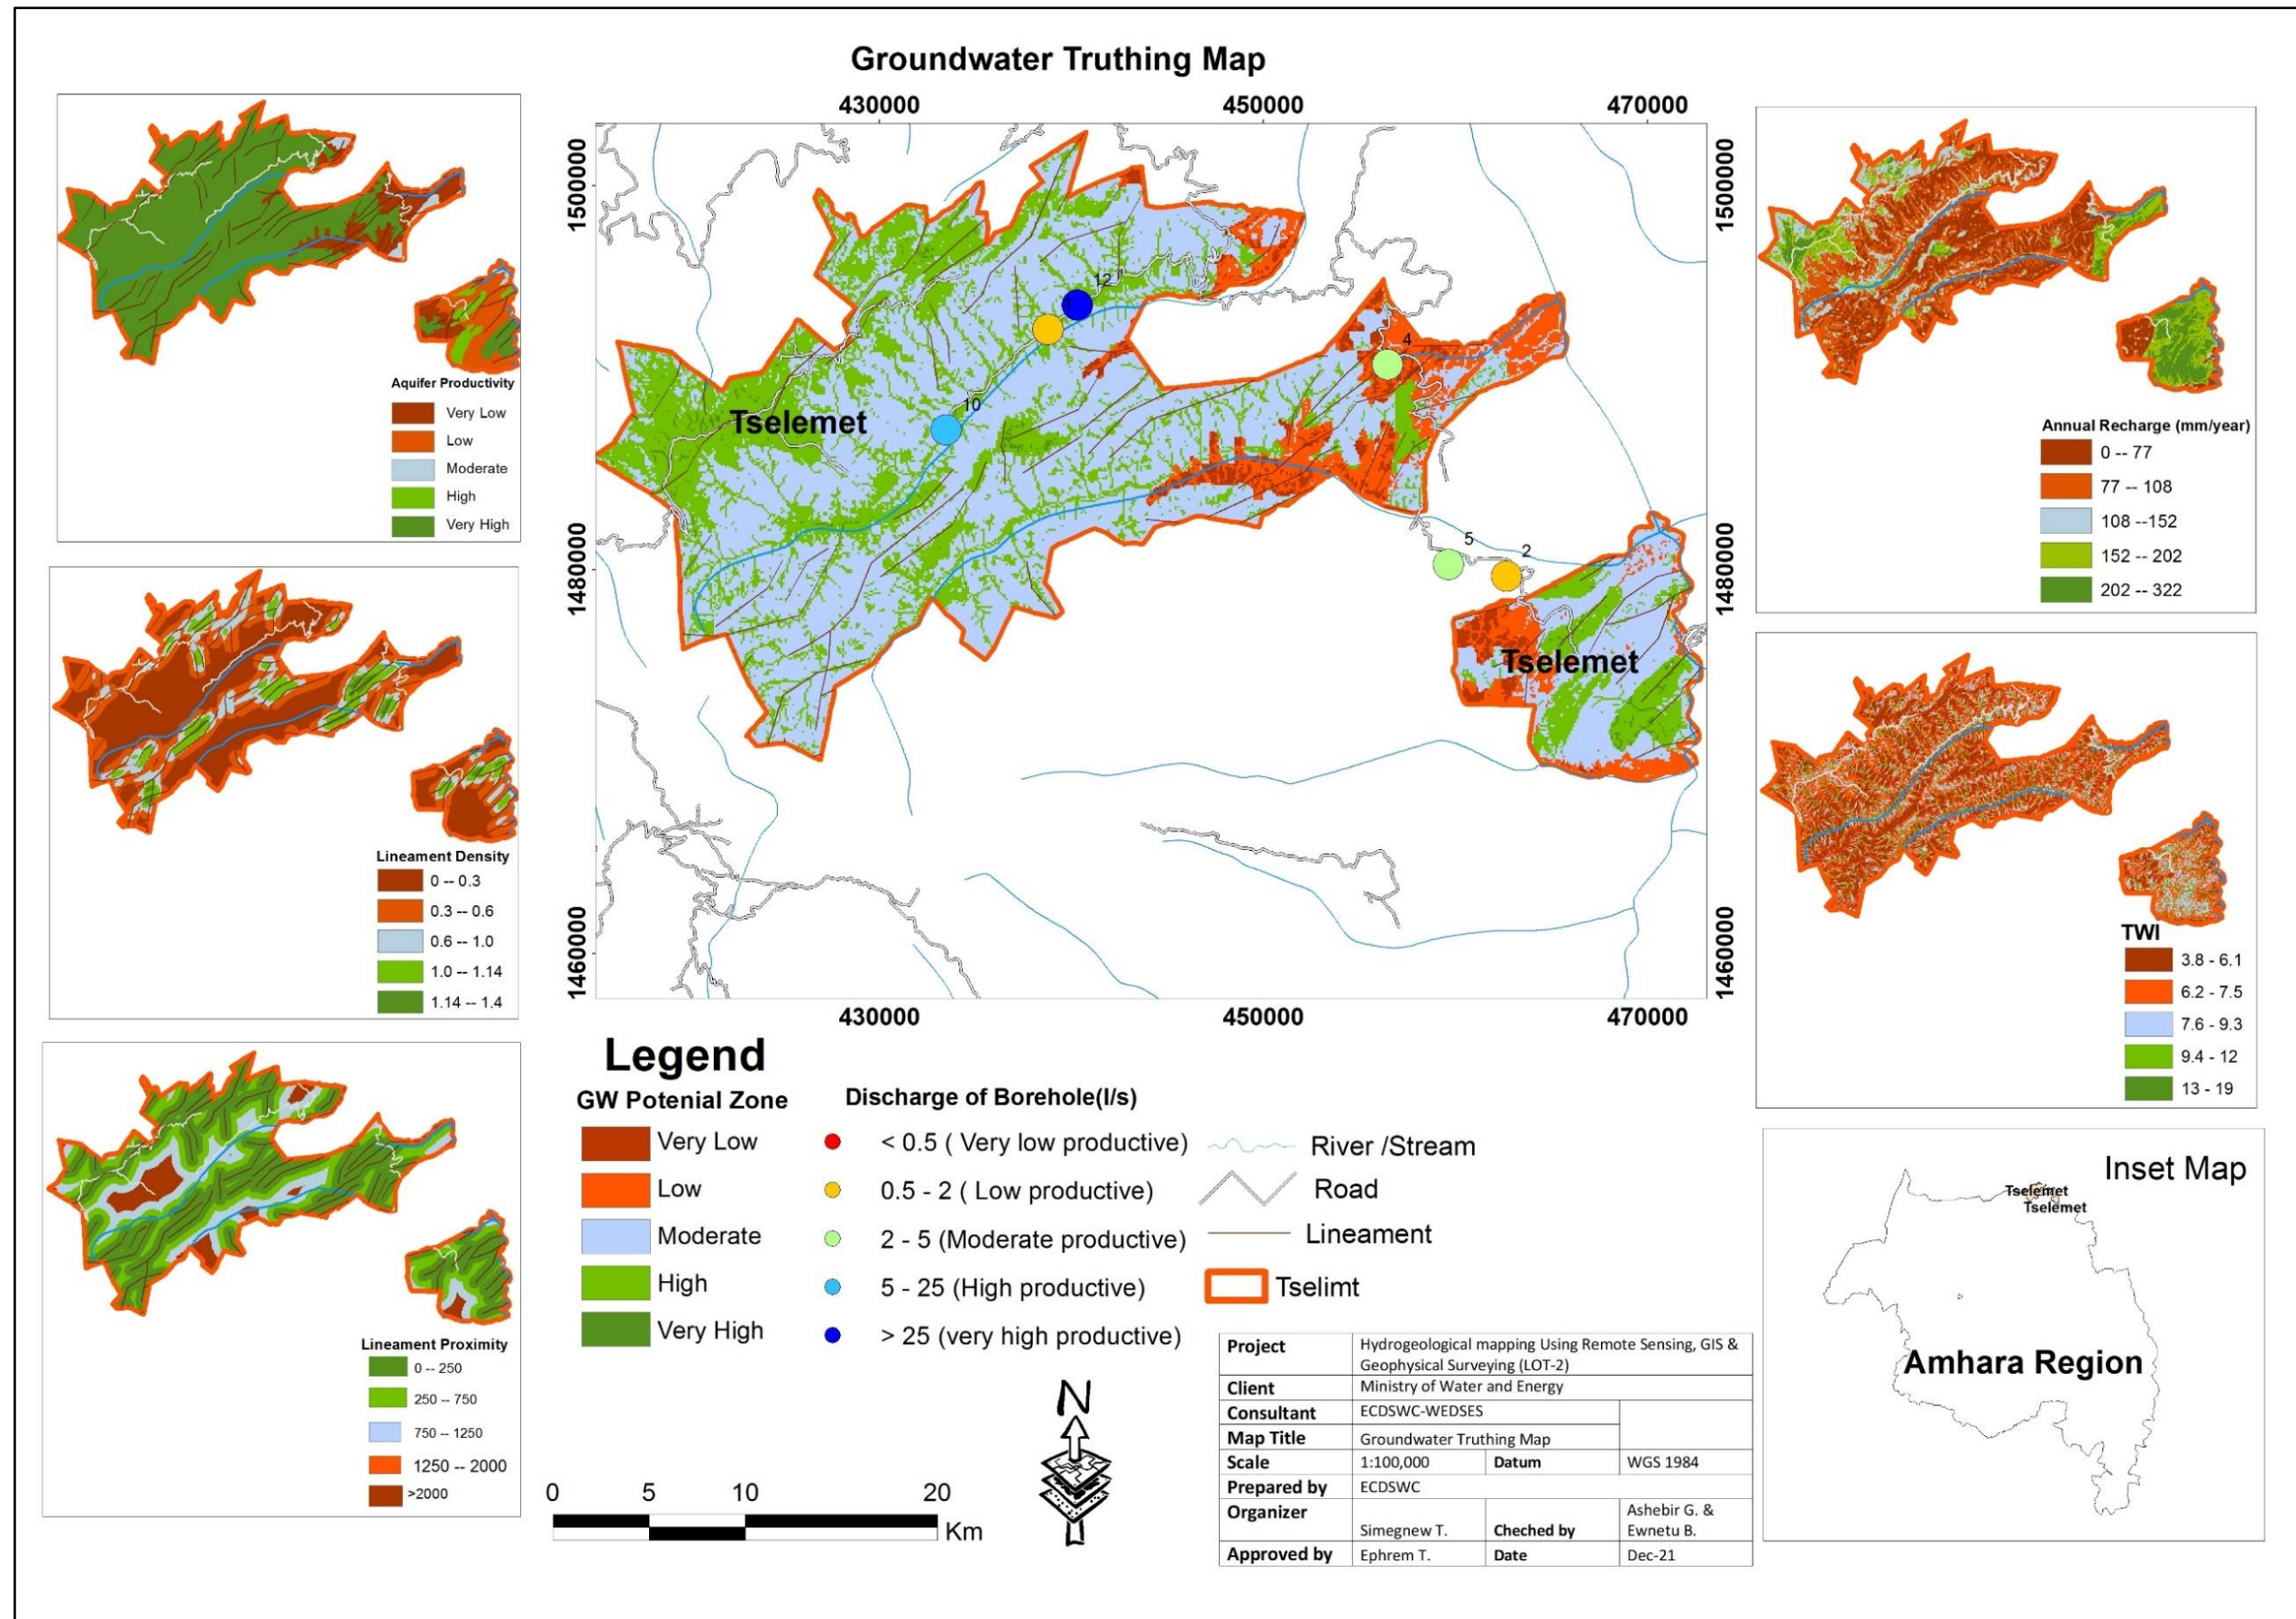 Groundwater Truthing Map
430000
450000
470000
1500000
1480000
1460000
1500000
1480000
1460000
430000
450000
470000
12
10
4
5
2
Tselemet
Tselemet
Aquifer Productivity
Very Low
Low
Moderate
High
Very High
Lineament Density
0 -- 0.3
0.3 -- 0.6
0.6 -- 1.0
1.0 -- 1.14
1.14 -- 1.4
Lineament Proximity
0 -- 250
250 -- 750
750 -- 1250
1250 -- 2000
>2000
Annual Recharge (mm/year)
0 -- 77
77 -- 108
108 --152
152 -- 202
202 -- 322
TWI
3.8 - 6.1
6.2 - 7.5
7.6 - 9.3
9.4 - 12
13 - 19
Inset Map
Tselemet
Tselemet
Amhara Region
Legend
GW Potenial Zone
Very Low
Low
Moderate
High
Very High
Discharge of Borehole(l/s)
< 0.5 ( Very low productive)
0.5 - 2 ( Low productive)
2 - 5 (Moderate productive)
5 - 25 (High productive)
> 25 (very high productive)
River /Stream
Road
Lineament
Tselimt
0 5 10 20
Km
N
Project Hydrogeological mapping Using Remote Sensing, GIS &
Geophysical Surveying (LOT-2)
Client Ministry of Water and Energy
Consultant ECDSWC-WEDSES
Map Title Groundwater Truthing Map
Scale 1:100,000 Datum WGS 1984
Prepared by ECDSWC
Organizer Simegnew T. Cheched by Ashebir G. &
Ewnetu B.
Approved by Ephrem T. Date Dec-21